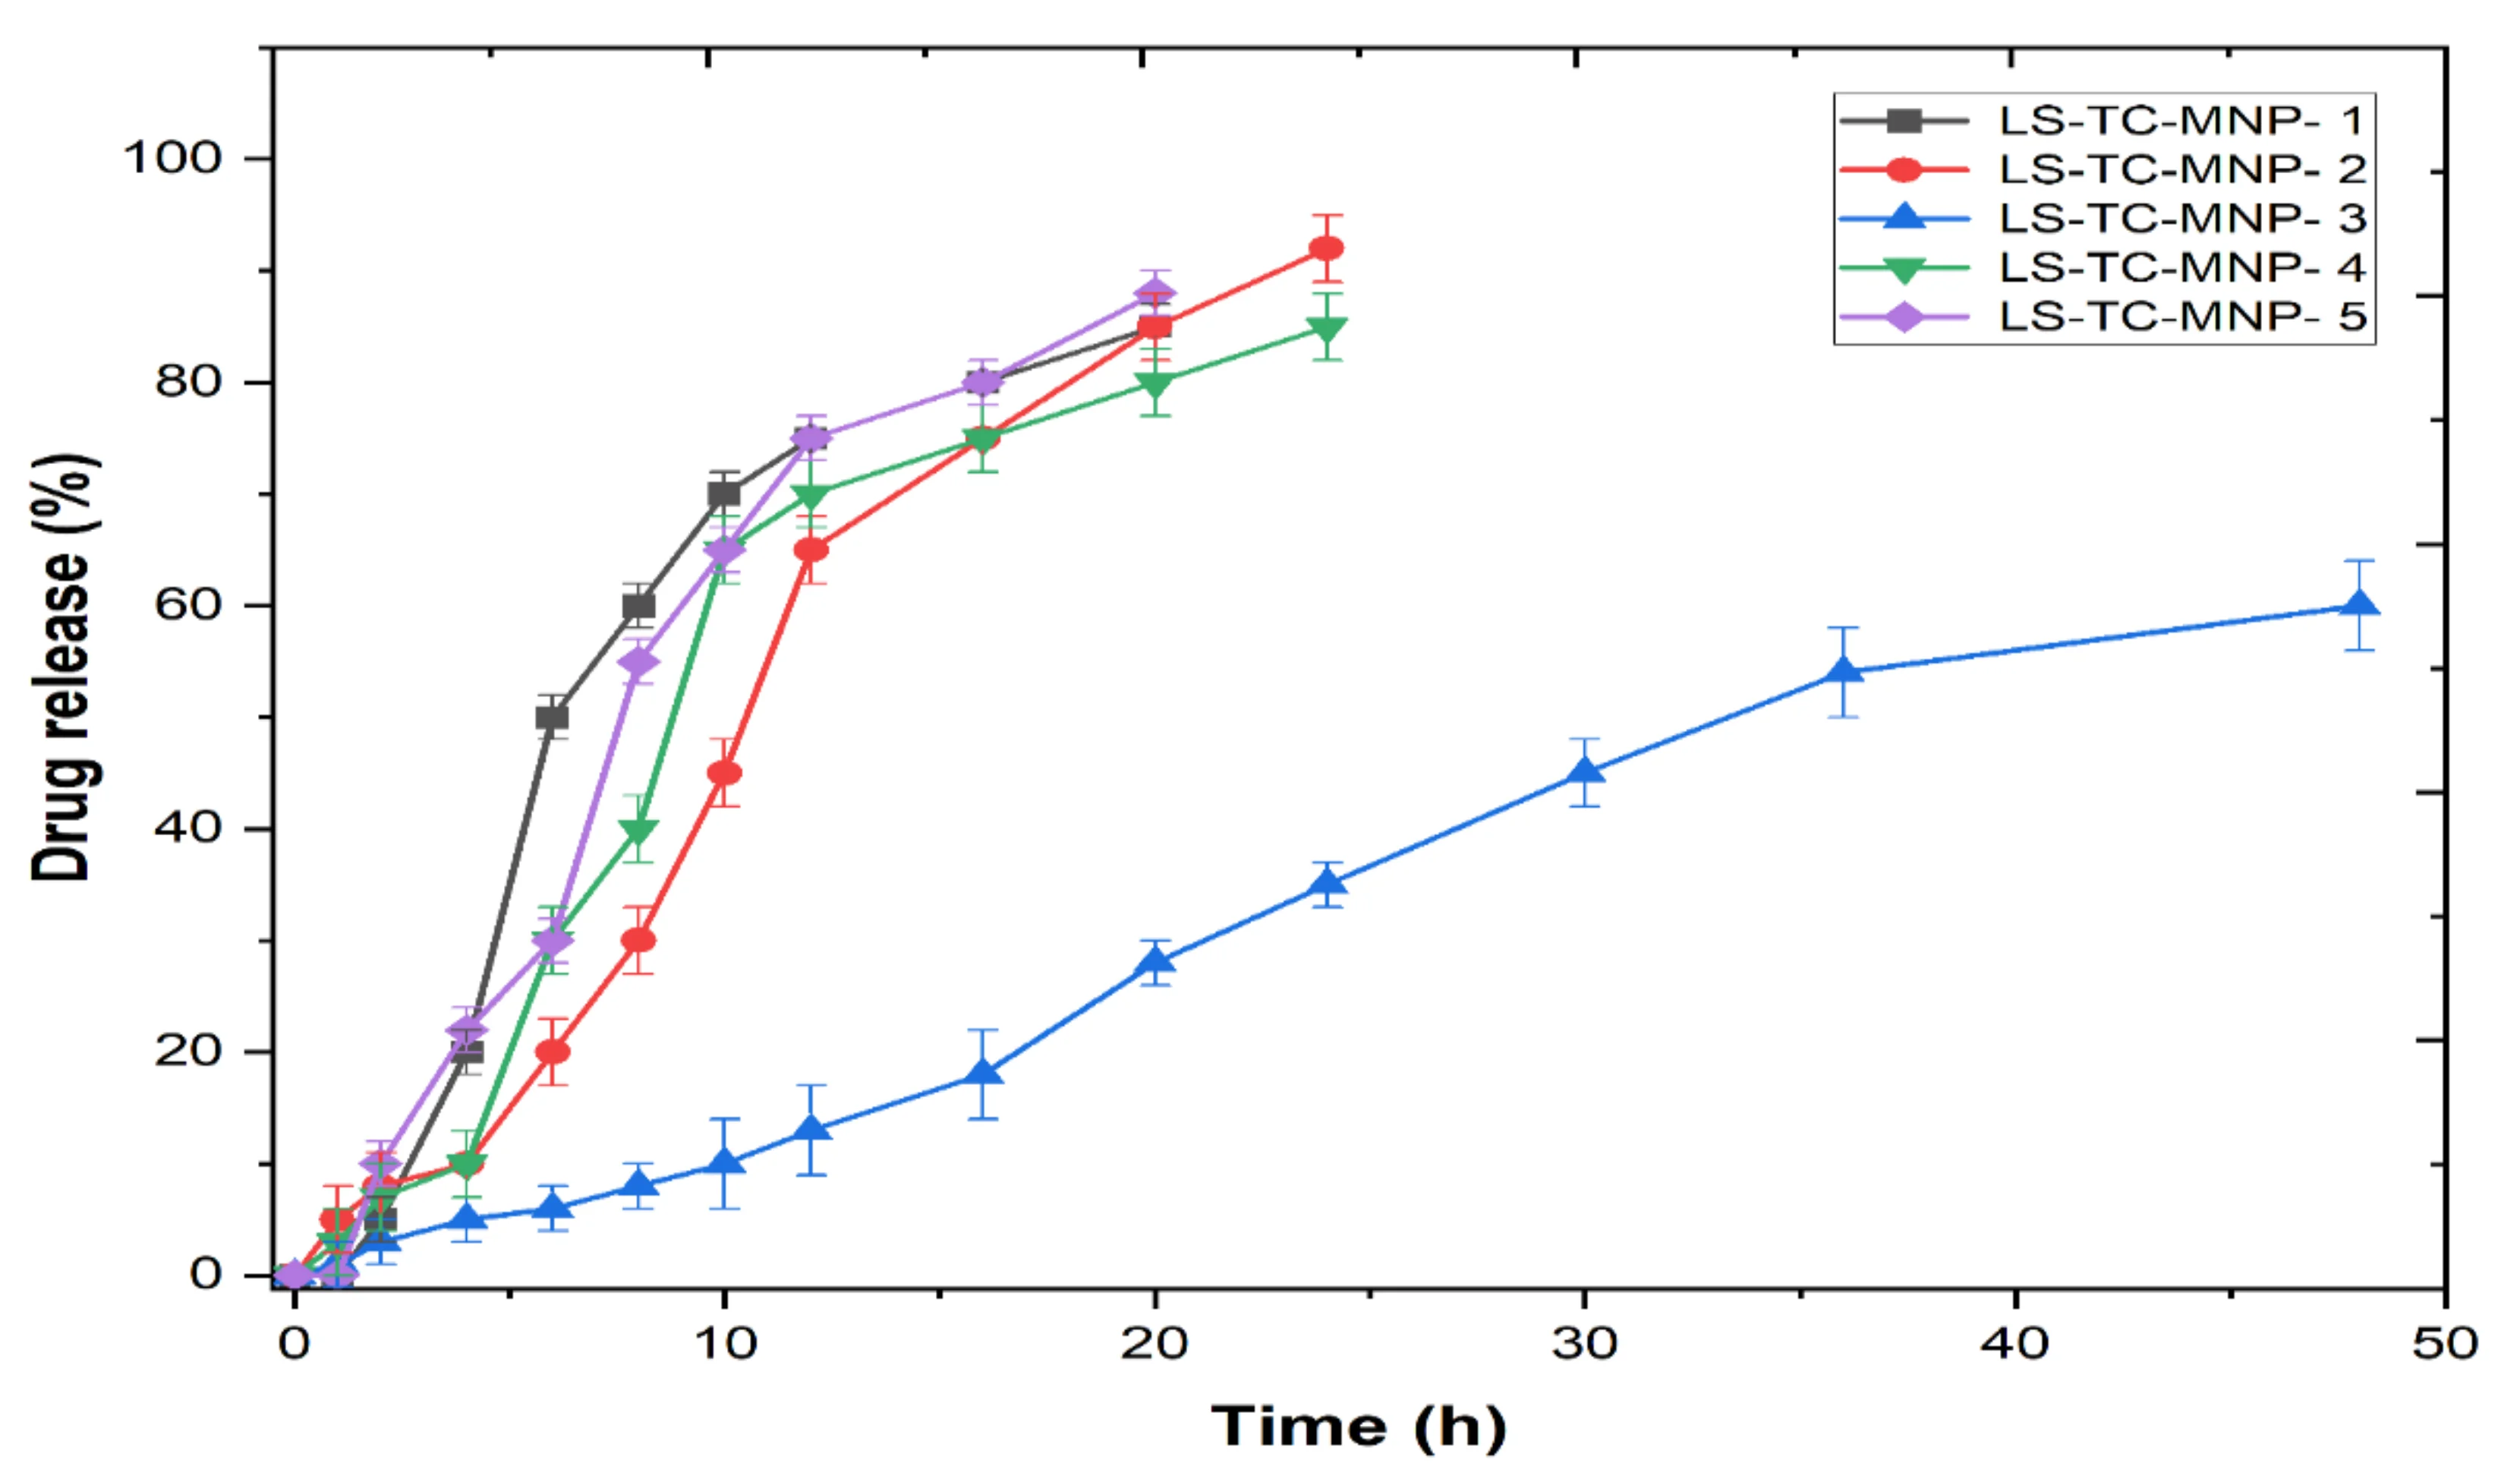 100
80
60
40
20
0
Drug release (%)
0 10 20 30 40 50
Time (h)
LS-TC-MNP- 1
LS-TC-MNP- 2
LS-TC-MNP- 3
LS-TC-MNP- 4
LS-TC-MNP- 5